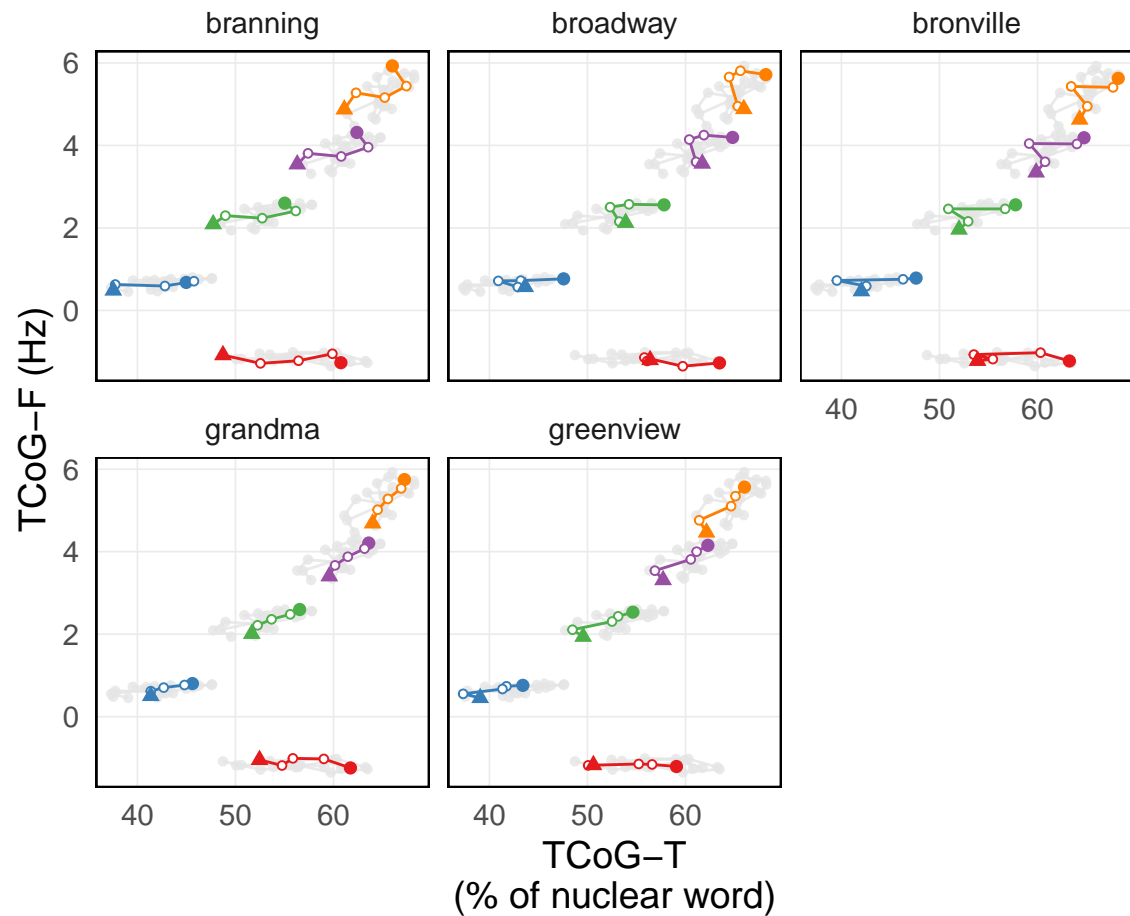 branning
broadway
bronville
6
4
2
0
40
50
60
grandma
greenview
6
4
2
0
40
50
60
40
50
60
TCoG−F (Hz)
TCoG−T
(% of nuclear word)